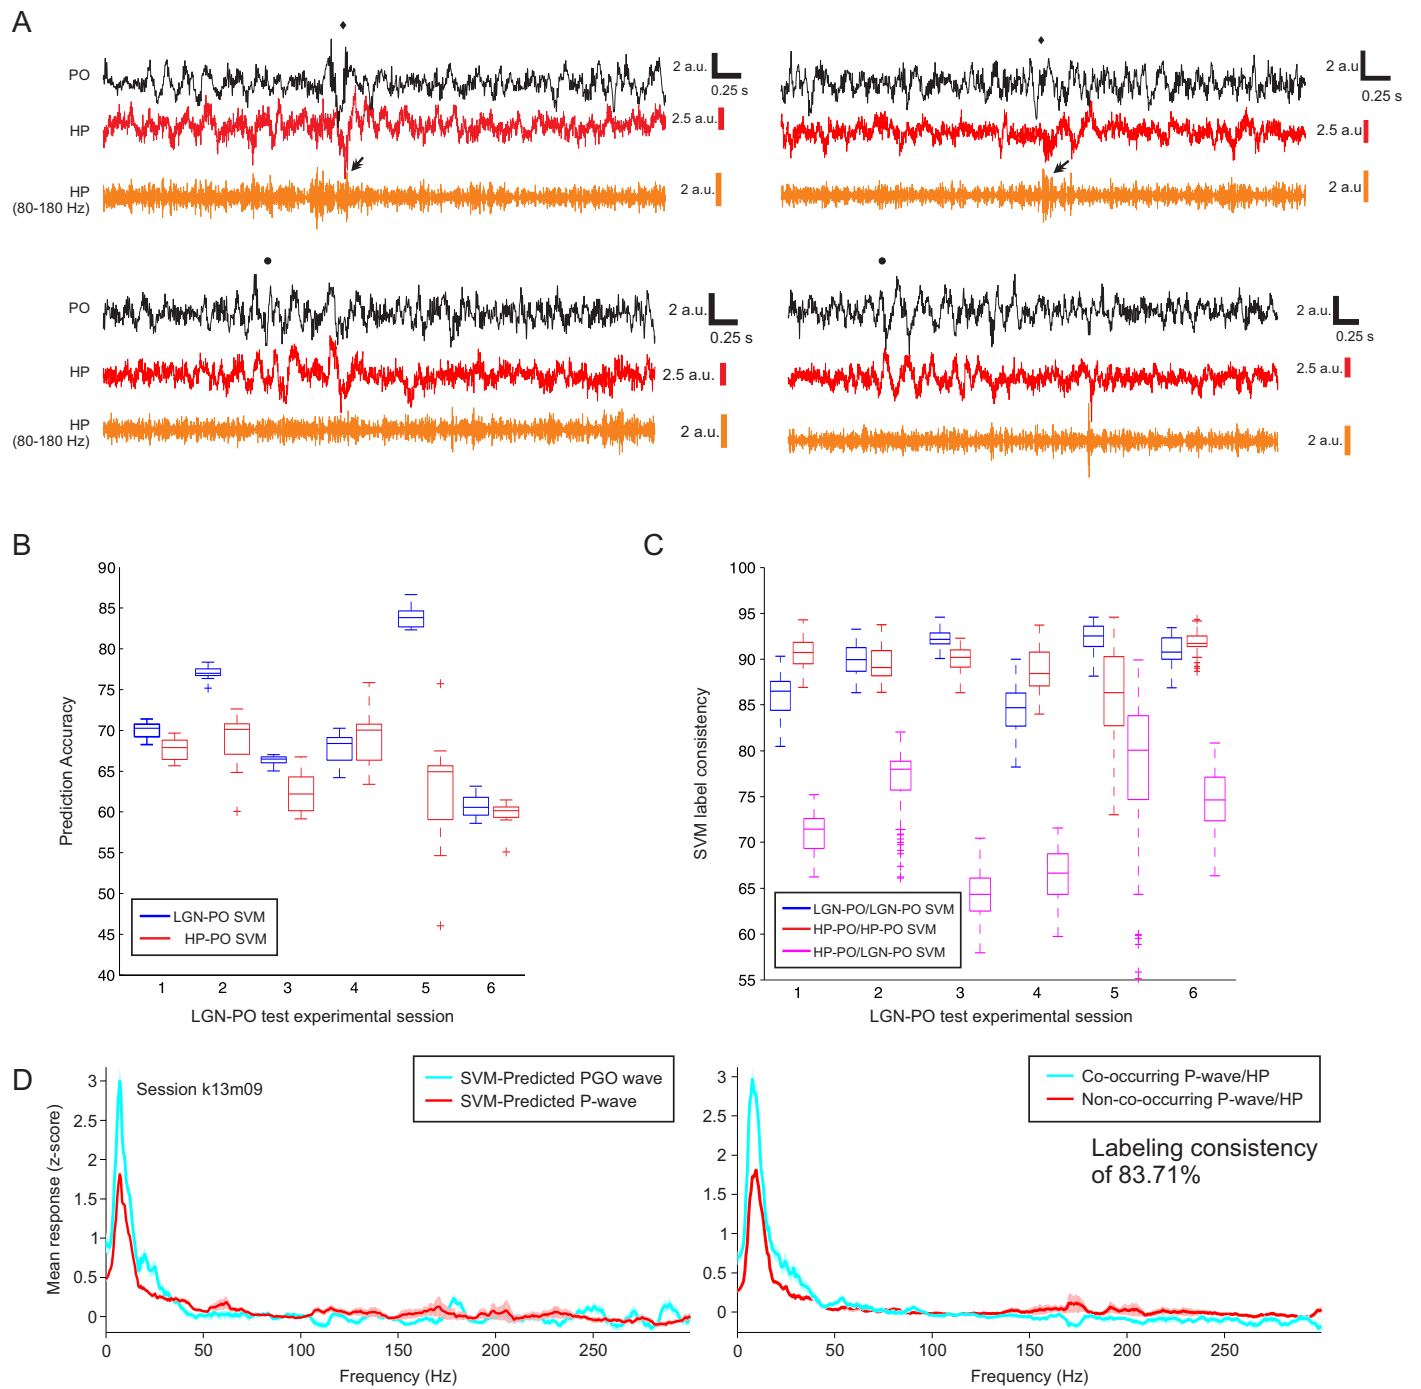 A
PO
2 a.u.
0.25 s
HP
2.5 a.u.
HP
(80-180 Hz)
2 a.u.
2 a.u.
0.25 s
2.5 a.u
2 a.u
PO
2 a.u.
0.25 s
HP
2.5 a.u.
HP
(80-180 Hz)
2 a.u.
2 a.u.
0.25 s
2.5 a.u.
2 a.u.
B
Prediction Accuracy
90
85
80
75
70
65
60
55
50
45
40
LGN-PO SVM
HP-PO SVM
1 2 3 4 5 6
LGN-PO test experimental session
C
SVM label consistency
100
95
90
85
80
75
70
65
60
55
LGN-PO/LGN-PO SVM
HP-PO/HP-PO SVM
HP-PO/LGN-PO SVM
1 2 3 4 5 6
LGN-PO test experimental session
D
Mean response (z-score)
3
2.5
2
1.5
1
0.5
0
Session k13m09
SVM-Predicted PGO wave
SVM-Predicted P-wave
0 50 100 150 200 250
Frequency (Hz)
3
2.5
2
1.5
1
0.5
0
Co-occurring P-wave/HP
Non-co-occurring P-wave/HP
Labeling consistency
of 83.71%
0 50 100 150 200 250
Frequency (Hz)